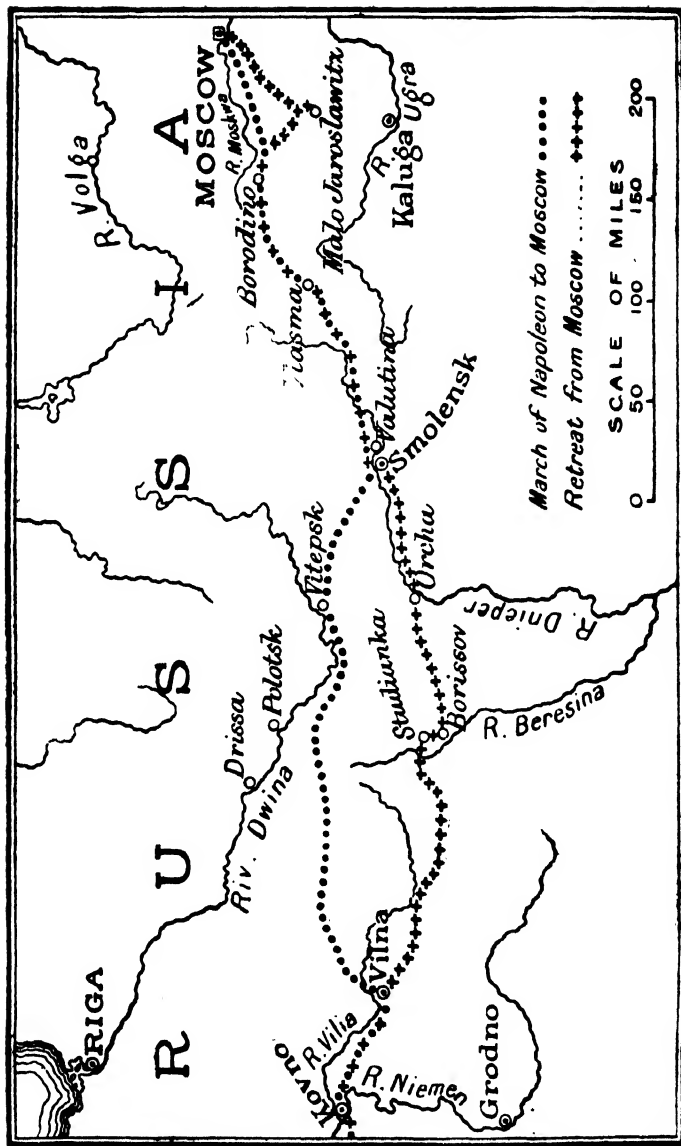 RUSSIA
RIGA
Riv. Dwina
Drissa
Polotsk
Vitepsk
R. Volga
MOSCOW
R. Moskwa
Borodino
Malo Jaroslawitz
Kaluga
R. Ugra
Valutina
Smolensk
Urcha
R. Dnieper
Studianka
Borissov
R. Beresina
Vilna
R. Vilia
Kovno
R. Niemen
Grodno
March of Napoleon to Moscow
Retreat from Moscow
SCALE OF MILES
0 50 100 150 200